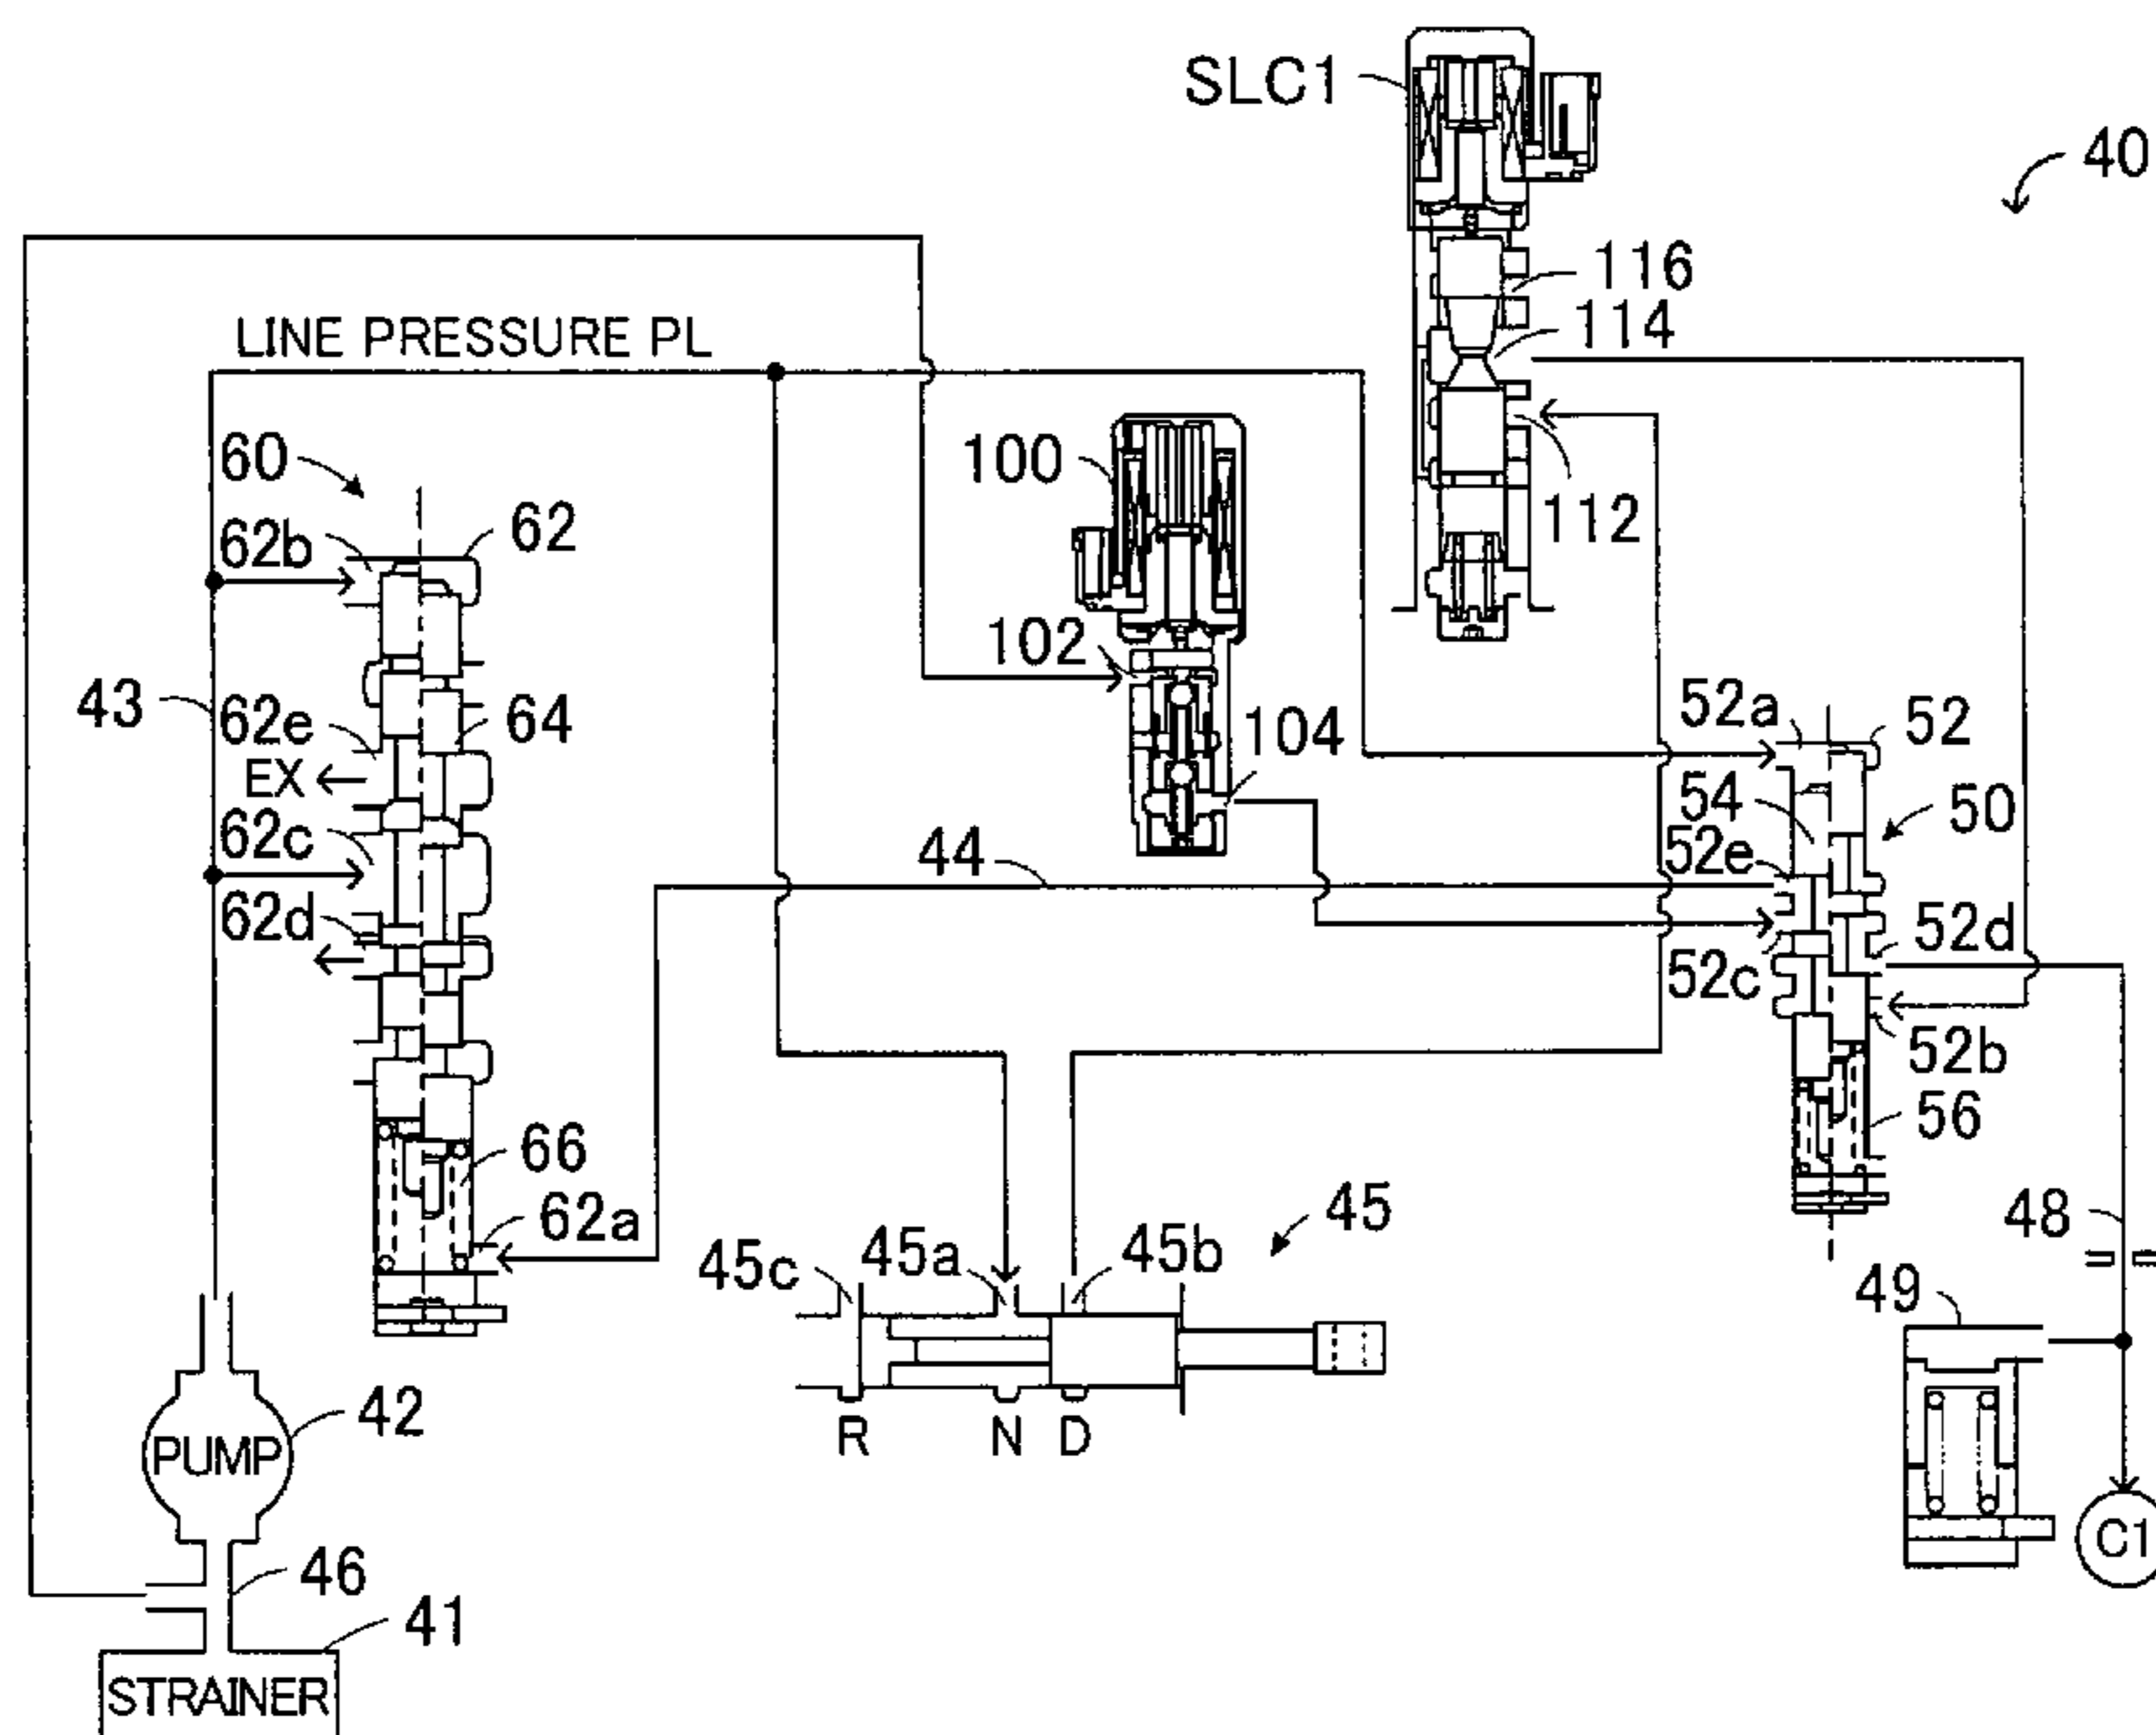 SLC1
40
116
LINE PRESSURE PL
114
60
100
62b
62
112
102
43
62e
64
52a
52
104
EX
54
50
62c
44
52e
62d
52d
52c
52b
56
66
62a
45
48
45c
45a
45b
49
42
R
N
D
PUMP
46
C1
41
STRAINER